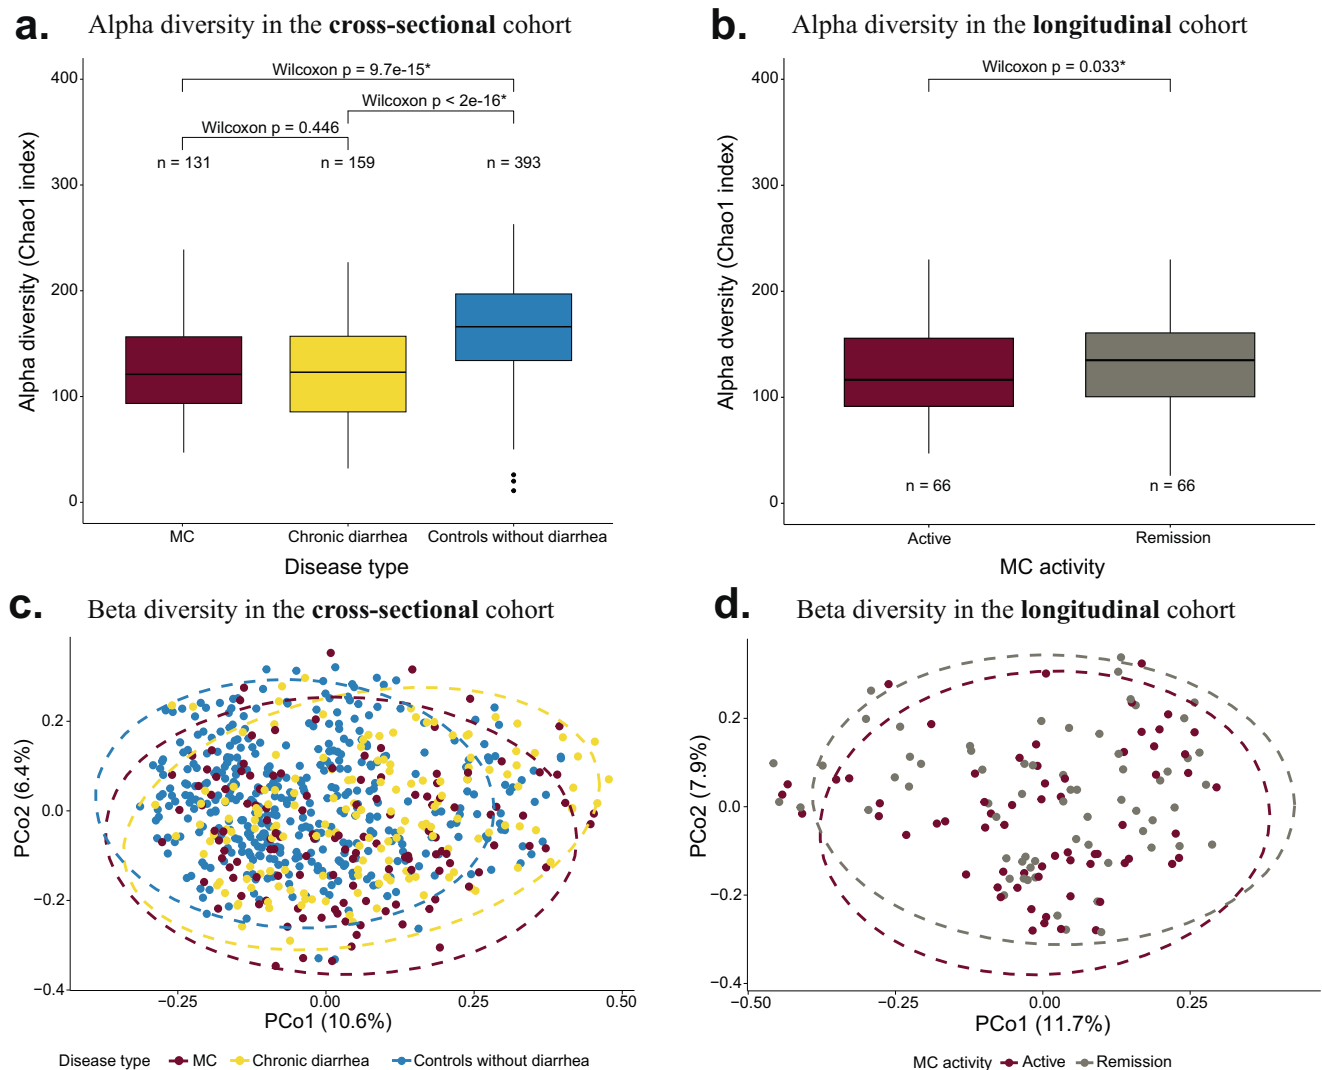 a. Alpha diversity in the cross-sectional cohort
Alpha diversity (Chao1 index)
400
300
200
100
0
Wilcoxon p = 9.7e-15*
Wilcoxon p < 2e-16*
Wilcoxon p = 0.446
n = 131 n = 159 n = 393
MC Chronic diarrhea Controls without diarrhea
Disease type
b. Alpha diversity in the longitudinal cohort
Alpha dversity (Chao1 index)
400
300
200
100
0
Wilcoxon p = 0.033*
n = 66 n = 66
Active Remission
MC activity
c. Beta diversity in the cross-sectional cohort
PCo2 (6.4%)
0.2
0.0
−0.2
−0.4
−0.25 0.00 0.25 0.50
PCo1 (10.6%)
Disease type MC Chronic diarrhea Controls without diarrhea
d. Beta diversity in the longitudinal cohort
PCo2 (7.9%)
0.2
0.0
−0.2
−0.4
−0.50 −0.25 0.00 0.25
PCo1 (11.7%)
MC activity Active Remission